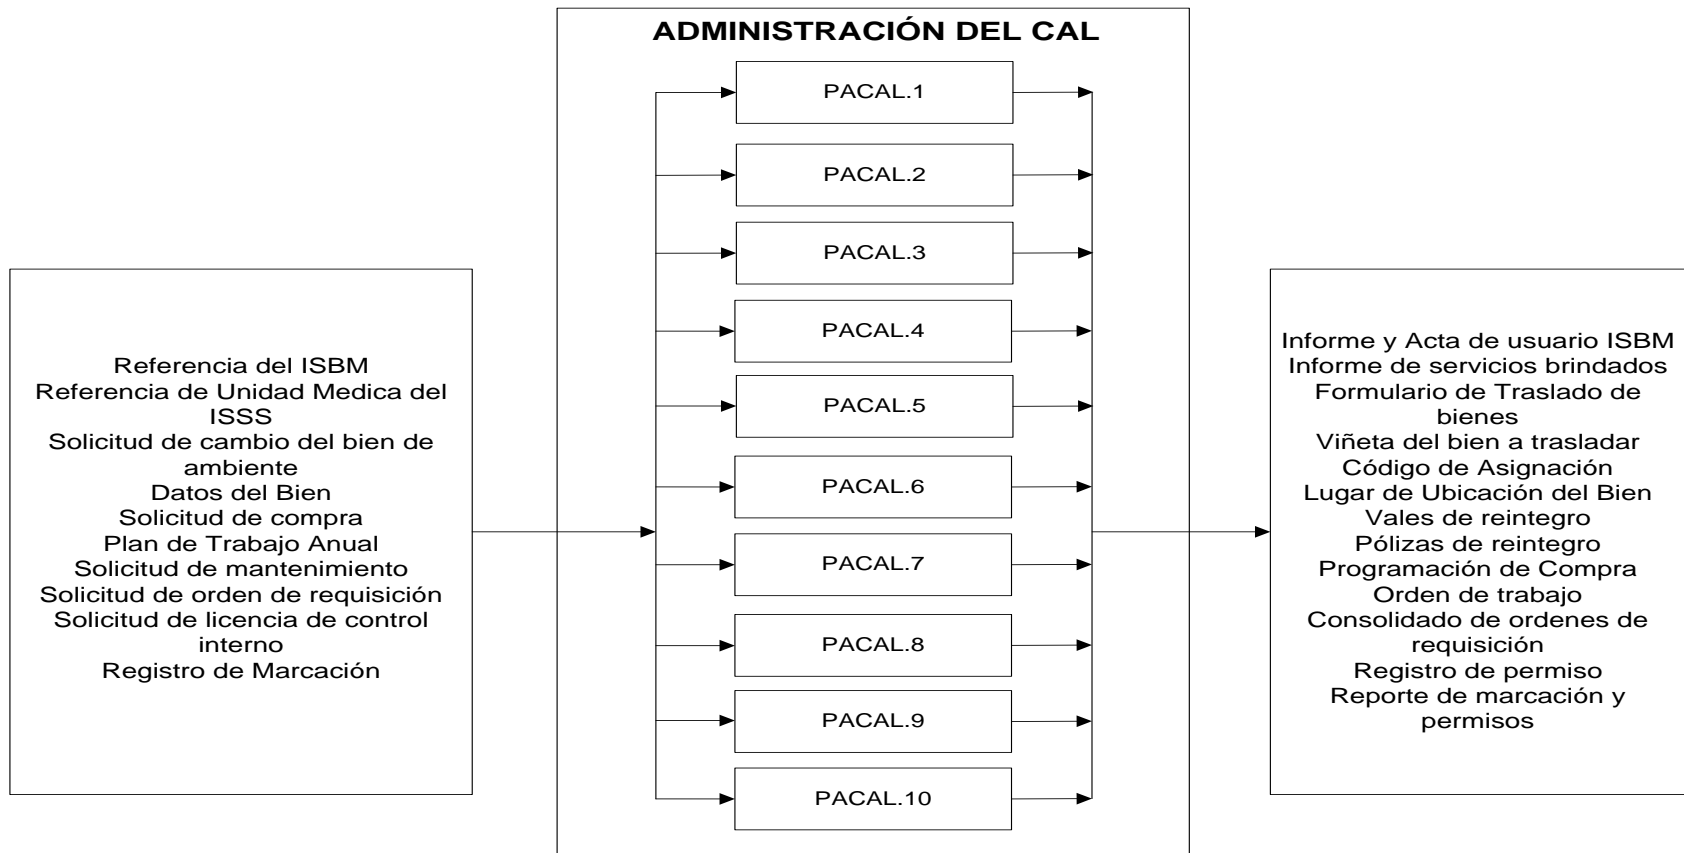 ADMINISTRACIÓN DEL CAL
PACAL.1
PACAL.2
PACAL.3
PACAL.4
PACAL.5
PACAL.6
PACAL.7
PACAL.8
PACAL.9
PACAL.10
Referencia del ISBM
Referencia de Unidad Medica del
ISSS
Solicitud de cambio del bien de
ambiente
Datos del Bien
Solicitud de compra
Plan de Trabajo Anual
Solicitud de mantenimiento
Solicitud de orden de requisición
Solicitud de licencia de control
interno
Registro de Marcación
Informe y Acta de usuario ISBM
Informe de servicios brindados
Formulario de Traslado de
bienes
Viñeta del bien a trasladar
Código de Asignación
Lugar de Ubicación del Bien
Vales de reintegro
Pólizas de reintegro
Programación de Compra
Orden de trabajo
Consolidado de ordenes de
requisición
Registro de permiso
Reporte de marcación y
permisos